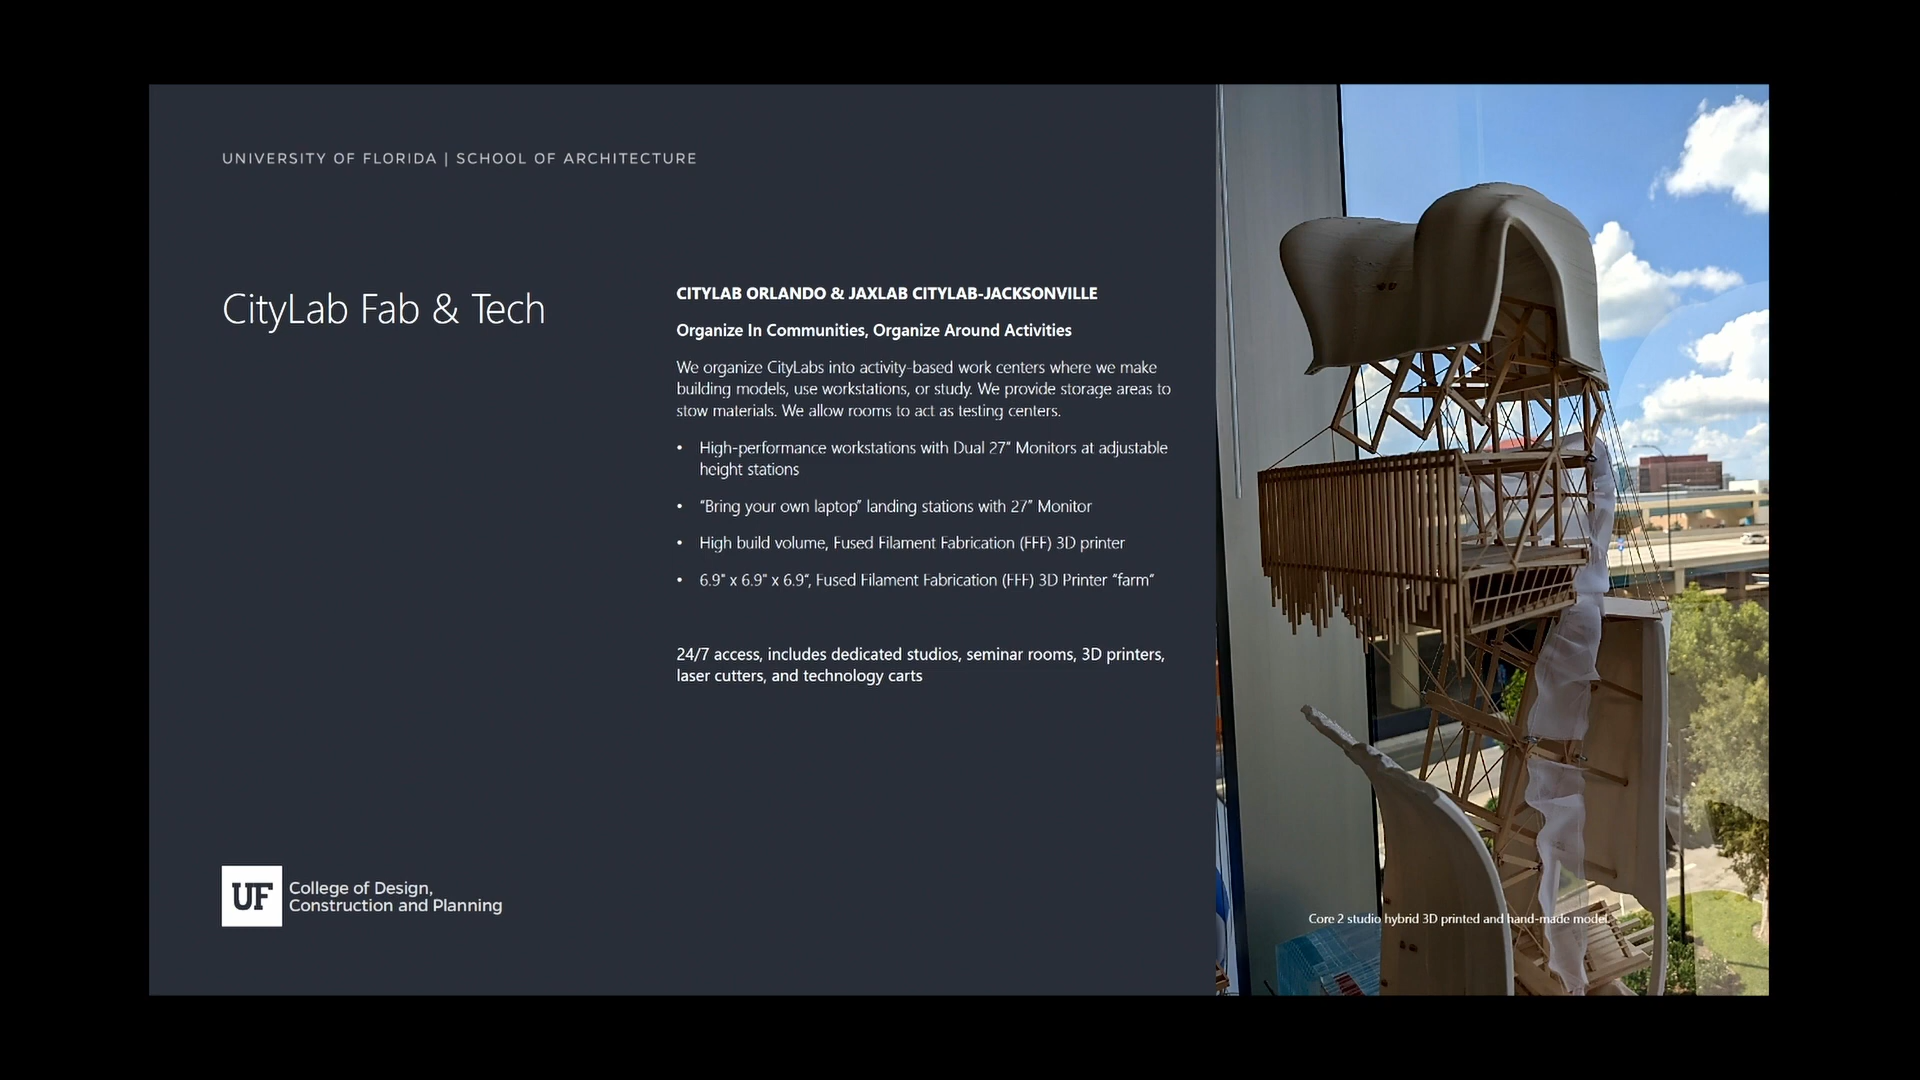 UNIVERSITY OF FLORIDA | SCHOOL OF ARCHITECTURE
CityLab Fab & Tech
CITYLAB ORLANDO & JAXLAB CITYLAB-JACKSONVILLE
Organize In Communities, Organize Around Activities
We organize CityLabs into activity-based work centers where we make
building models, use workstations, or study. We provide storage areas to
stow materials. We allow rooms to act as testing centers.
• High-performance workstations with Dual 27" Monitors at adjustable
height stations
• “Bring your own laptop” landing stations with 27” Monitor
• High build volume, Fused Filament Fabrication (FFF) 3D printer
• 6.9" x 6.9" x 6.9“, Fused Filament Fabrication (FFF) 3D Printer “farm”
24/7 access, includes dedicated studios, seminar rooms, 3D printers,
laser cutters, and technology carts
UF
College of Design,
Construction and Planning
Core 2 studio hybrid 3D printed and hand-made model.